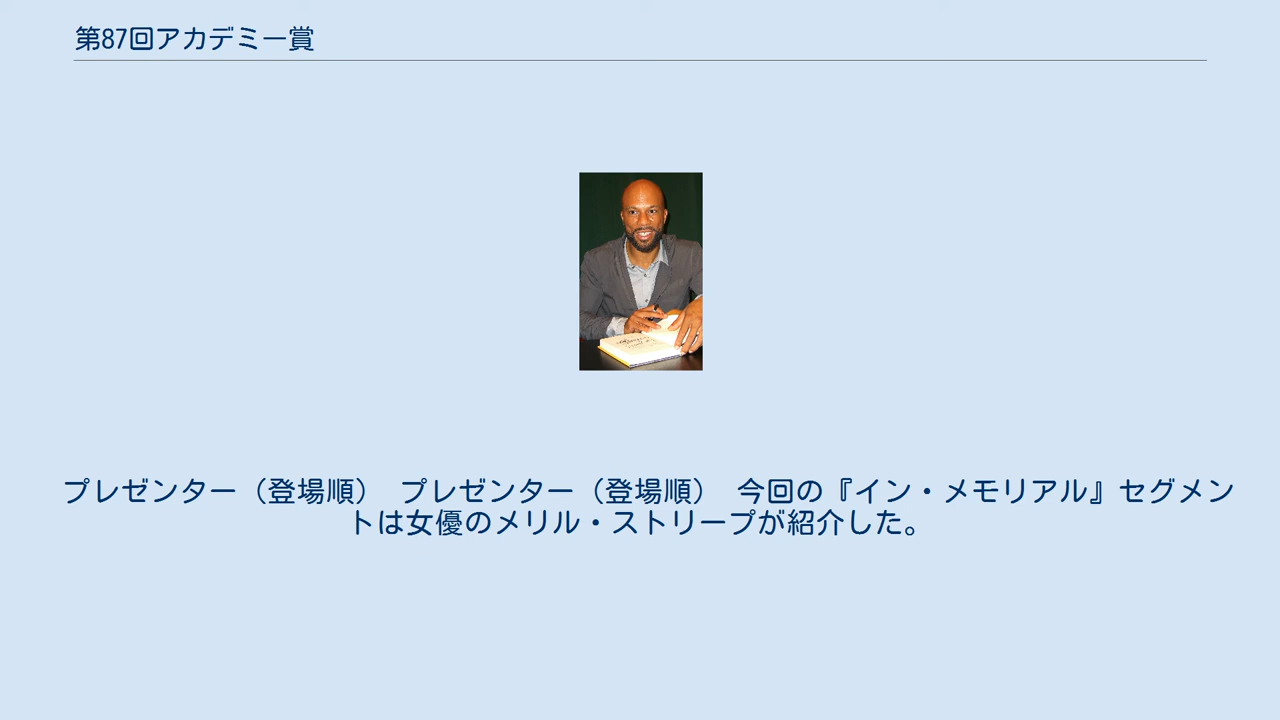 第87回アカデミー賞
プレゼンター（登場順） プレゼンター（登場順） 今回の『イン・メモリアル』セグメン
トは女優のメリル・ストリープが紹介した。